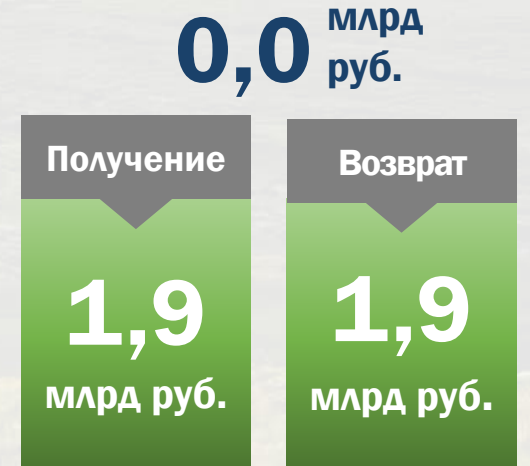 0,0 млрд
руб.
Получение
1,9
млрд руб.
Возврат
1,9
млрд руб.